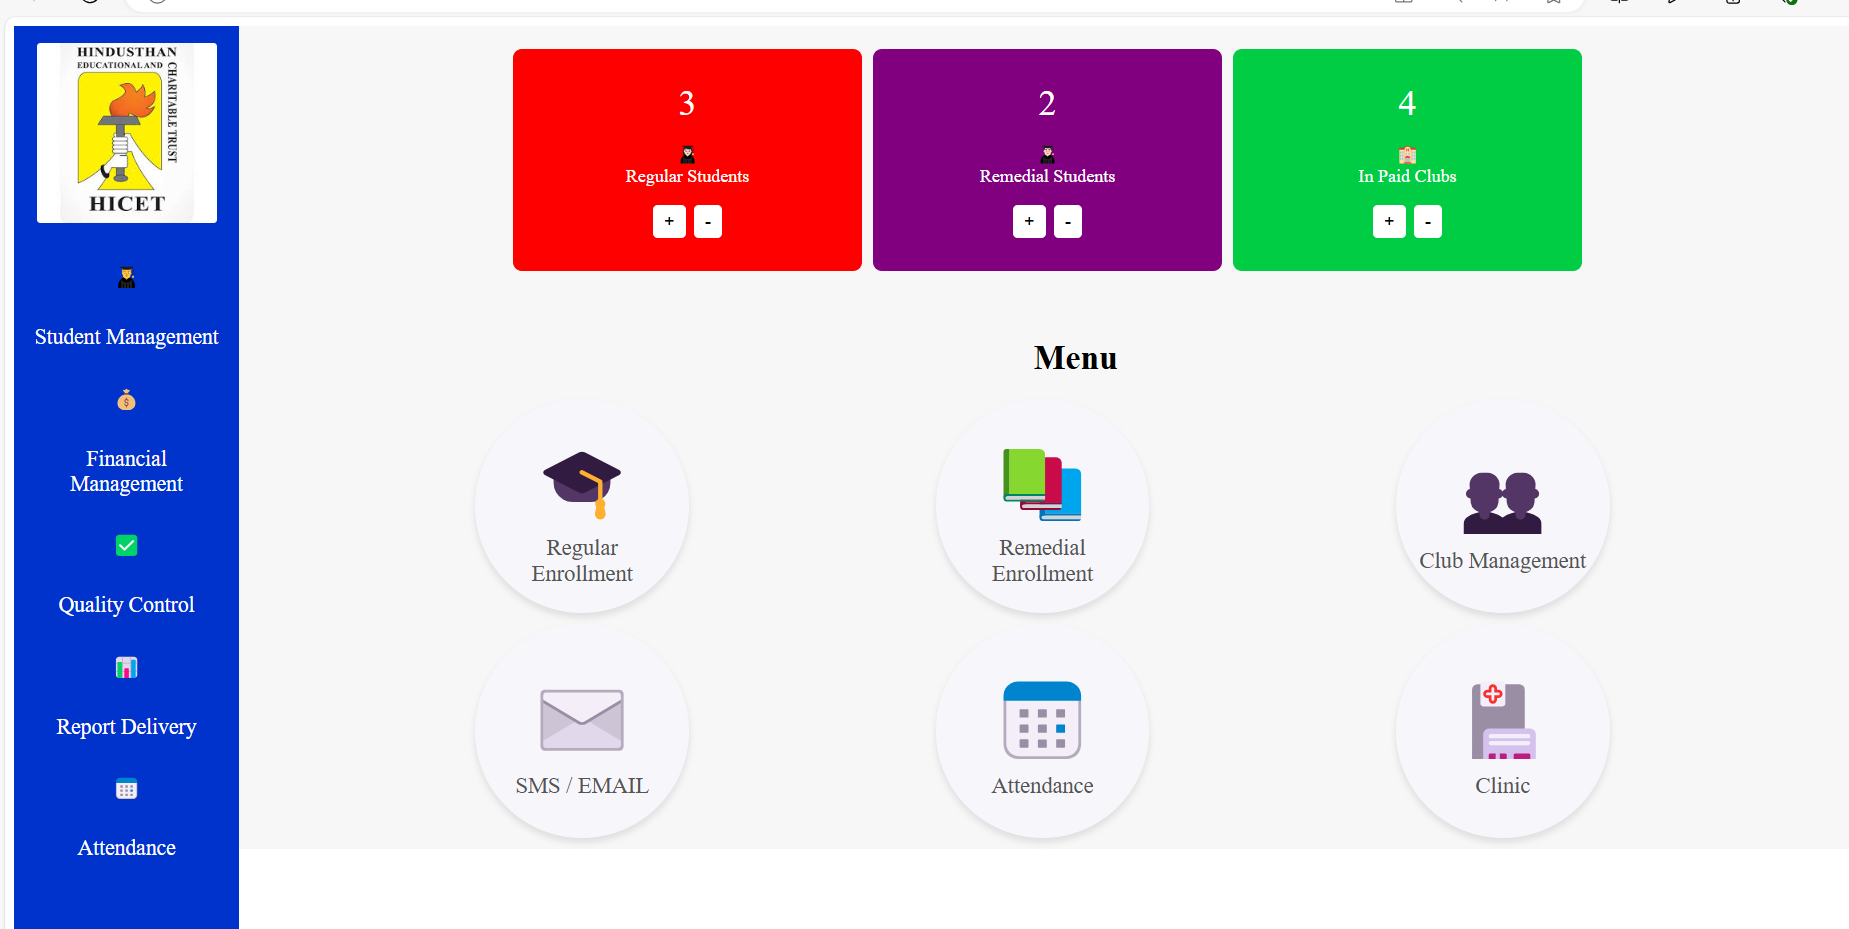 HINDUSTHAN
EDUCATIONAL AND
CHARITABLE TRUST
HICET
Student Management
Financial
Management
Quality Control
Report Delivery
Attendance
3
Regular Students
+ -
2
Remedial Students
+ -
4
In Paid Clubs
+ -
Menu
Regular
Enrollment
Remedial
Enrollment
Club Management
SMS / EMAIL
Attendance
Clinic